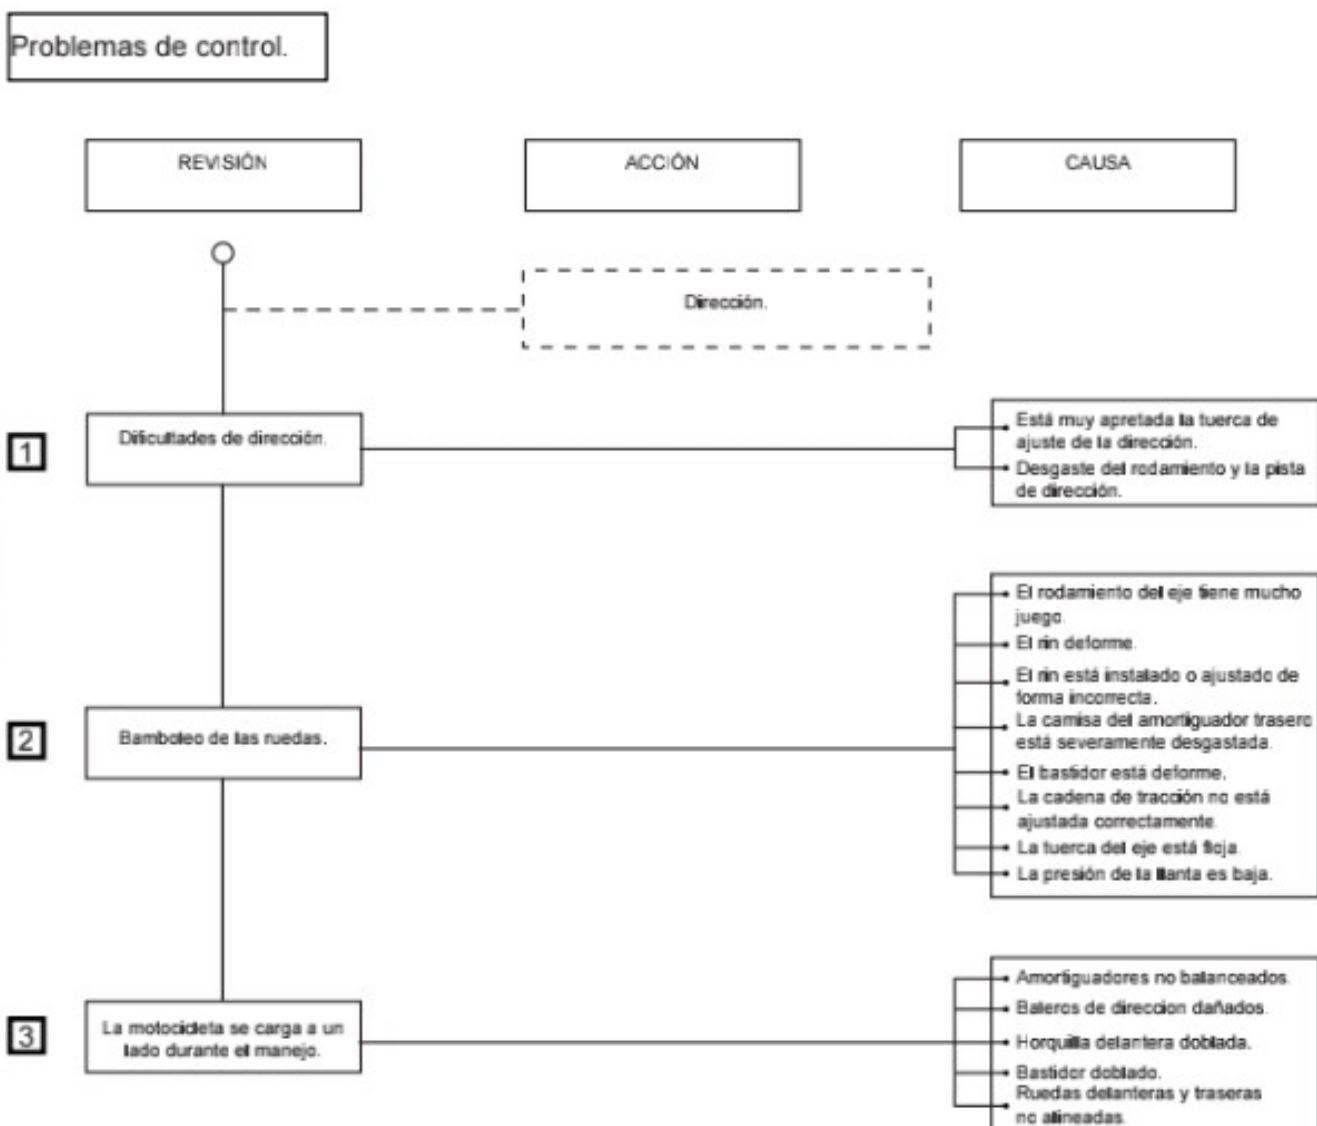 Problemas de control.
REVISIÓN
ACCIÓN
CAUSA
Dirección.
1
Dificultades de dirección.
Está muy apretada la tuerca de
ajuste de la dirección.
Desgaste del rodamiento y la pista
de dirección.
2
Bamboleo de las ruedas.
El rodamiento del eje tiene mucho
juego.
El rin deforme.
El rin está instalado o ajustado de
forma incorrecta.
La camisa del amortiguador trasero
está severamente desgastada.
El bastidor está deforme.
La cadena de tracción no está
ajustada correctamente.
La tuerca del eje está floja.
La presión de la llanta es baja.
3
La motocicleta se carga a un
lado durante el manejo.
Amortiguadores no balanceados.
Baleros de direccion dañados.
Horquilla delantera doblada.
Bastidor doblado.
Ruedas delanteras y traseras
no alineadas.